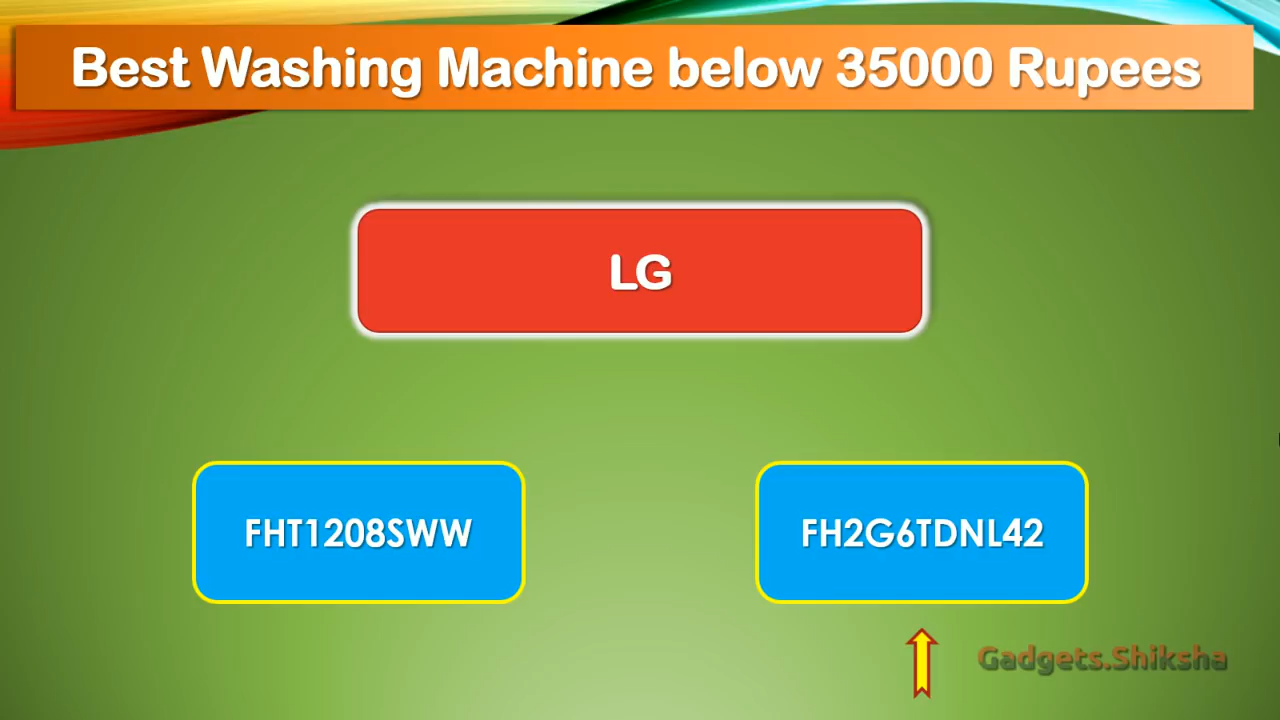 Best Washing Machine below 35000 Rupees
LG
FHT1208SWW
FH2G6TDNL42
Gadgets.Shiksha